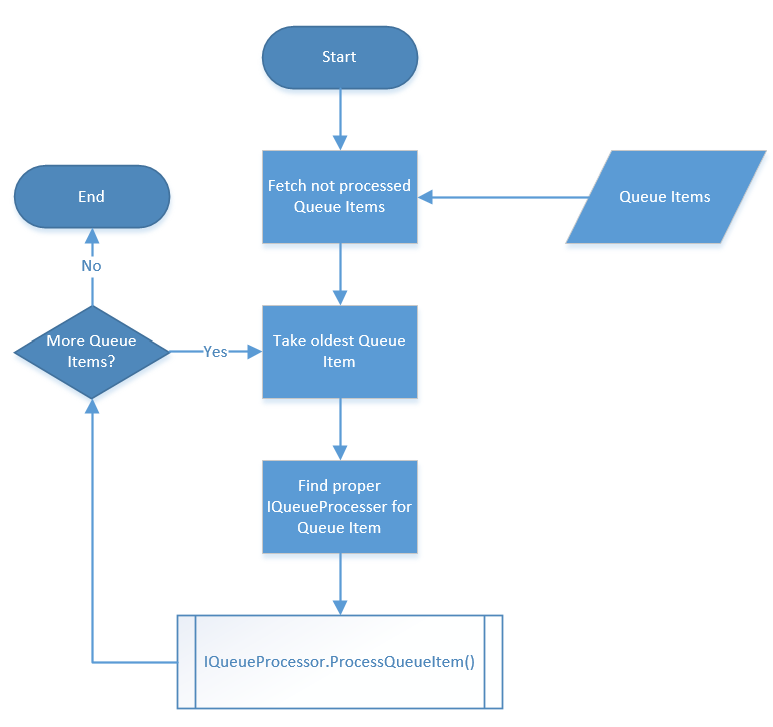 Start
Fetch not processed
Queue Items
Queue Items
End
No
More Queue
Items?
Yes
Take oldest Queue
Item
Find proper
IQueueProcesser for
Queue Item
IQueueProcessor.ProcessQueueItem()